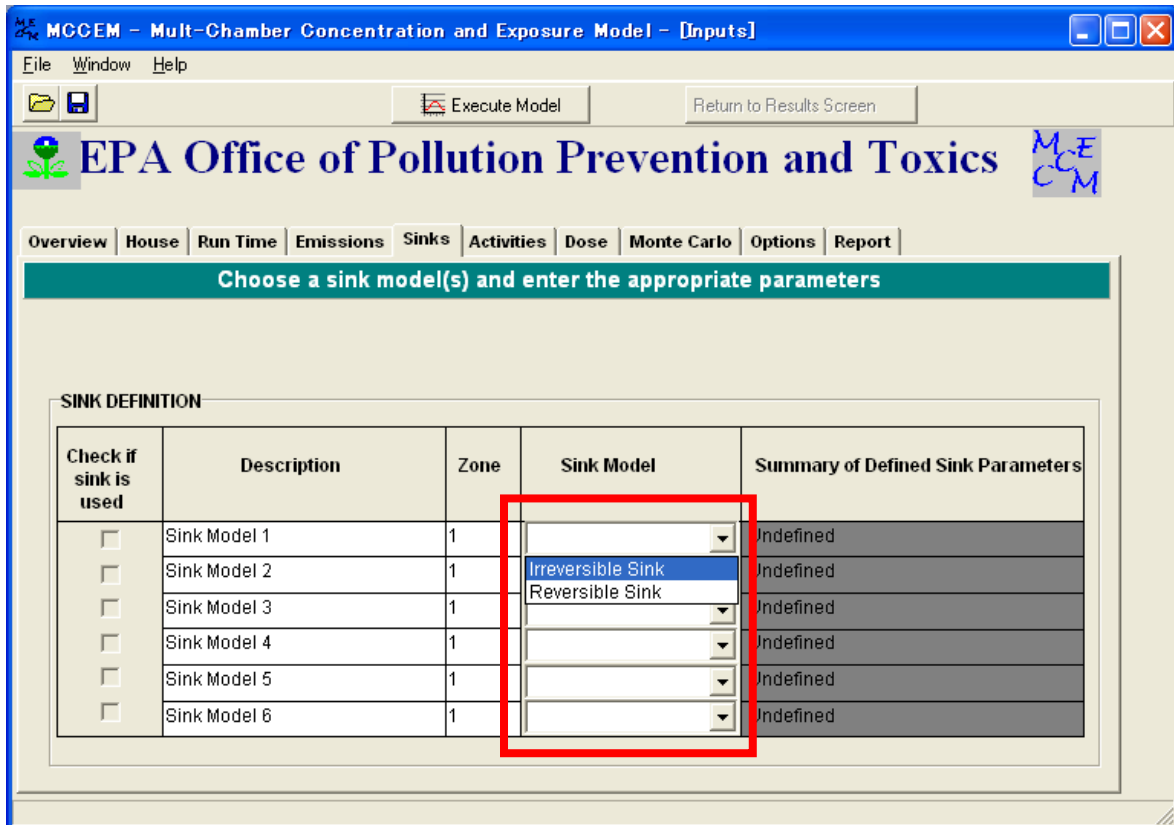 MCCEM - Mult-Chamber Concentration and Exposure Model - [Inputs]
File Window Help
Execute Model Return to Results Screen
EPA Office of Pollution Prevention and Toxics MCCEM
Overview House Run Time Emissions Sinks Activities Dose Monte Carlo Options Report
Choose a sink model(s) and enter the appropriate parameters
SINK DEFINITION
Check if sink is used Description Zone Sink Model Summary of Defined Sink Parameters
Sink Model 1 1 Undefined
Sink Model 2 1 Irreversible Sink Undefined
Reversible Sink
Sink Model 3 1 Undefined
Sink Model 4 1 Undefined
Sink Model 5 1 Undefined
Sink Model 6 1 Undefined